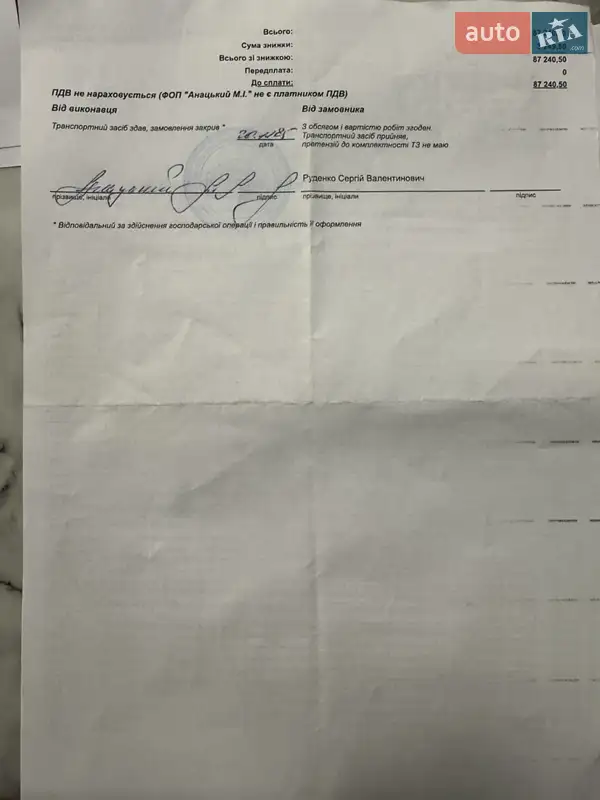 auto RIA .com
Всього:
Сума знижки:
Всього зі знижкою: 87 240,50
Передплата: 0
До сплати: 87 240,50
ПДВ не нараховується (ФОП "Анацький М.І." не є платником ПДВ)
Від виконавця Від замовника
Транспортний засіб здав, замовлення закрив * З обсягом і вартістю робіт згоден.
дата Транспортний засіб прийняв,
претензій до комплектності ТЗ не маю
Руденко Сергій Валентинович
прізвище, ініціали підпис прізвище, ініціали підпис
* Відповідальний за здійснення господарської операції і правильність її оформлення